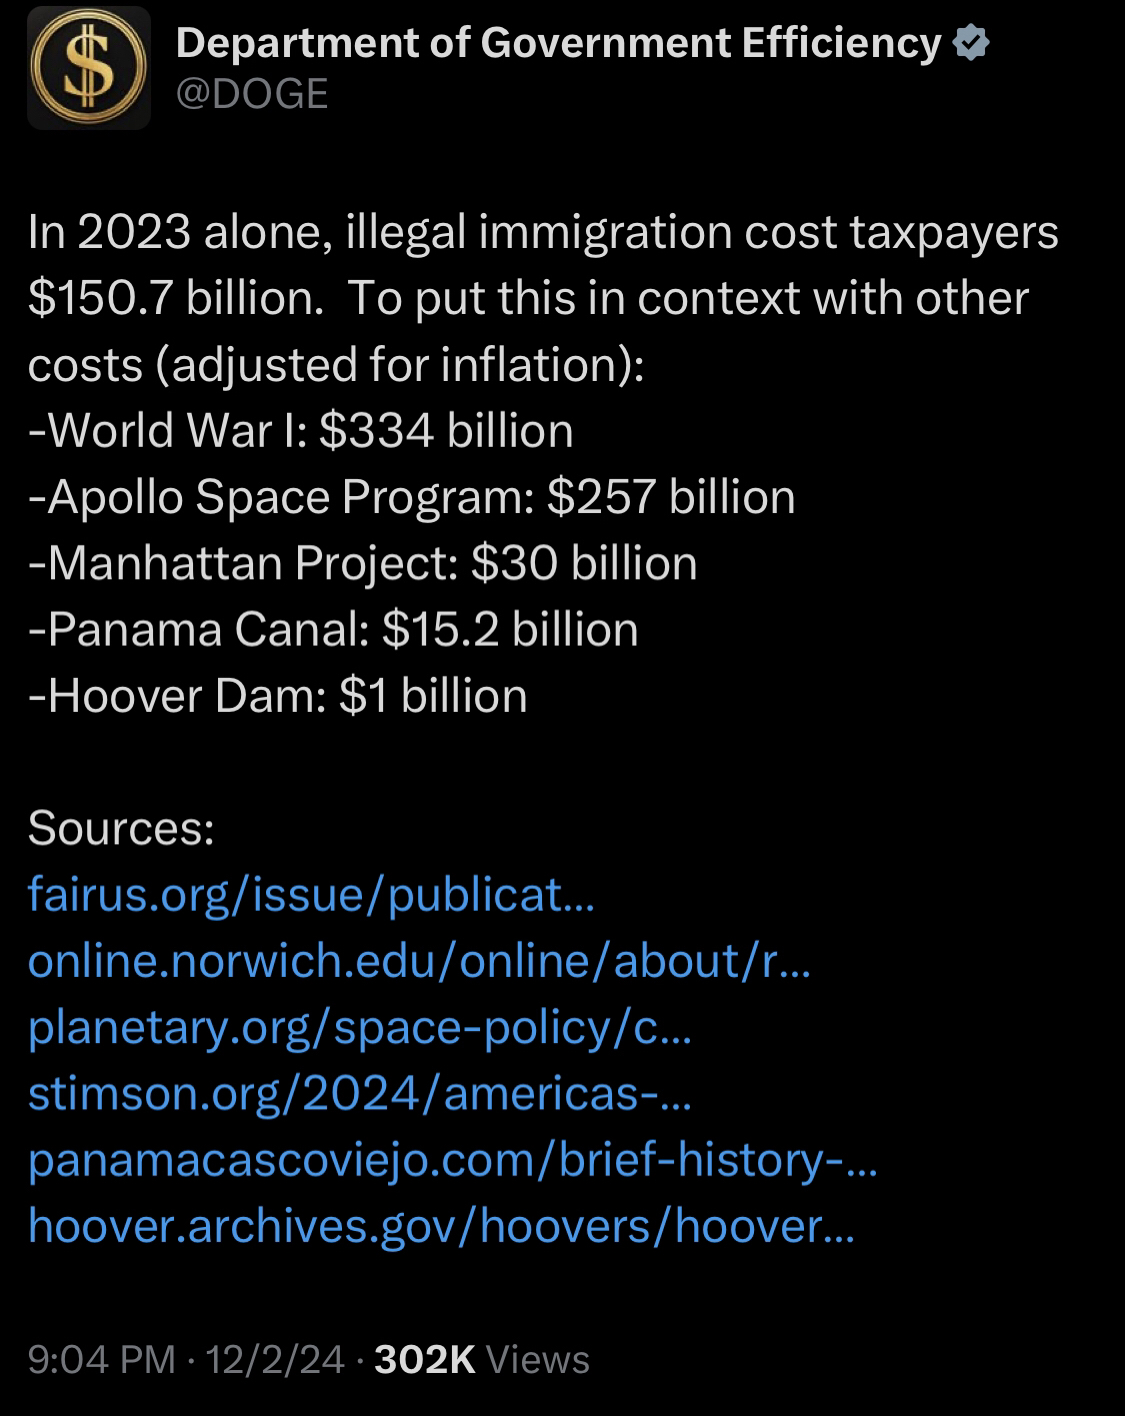 Department of Government Efficiency
@DOGE
In 2023 alone, illegal immigration cost taxpayers
$150.7 billion.  To put this in context with other
costs (adjusted for inflation):
-World War I: $334 billion
-Apollo Space Program: $257 billion
-Manhattan Project: $30 billion
-Panama Canal: $15.2 billion
-Hoover Dam: $1 billion
Sources:
fairus.org/issue/publicat...
online.norwich.edu/online/about/r...
planetary.org/space-policy/c...
stimson.org/2024/americas-...
panamacascoviejo.com/brief-history-...
hoover.archives.gov/hoovers/hoover...
9:04 PM · 12/2/24 · 302K Views